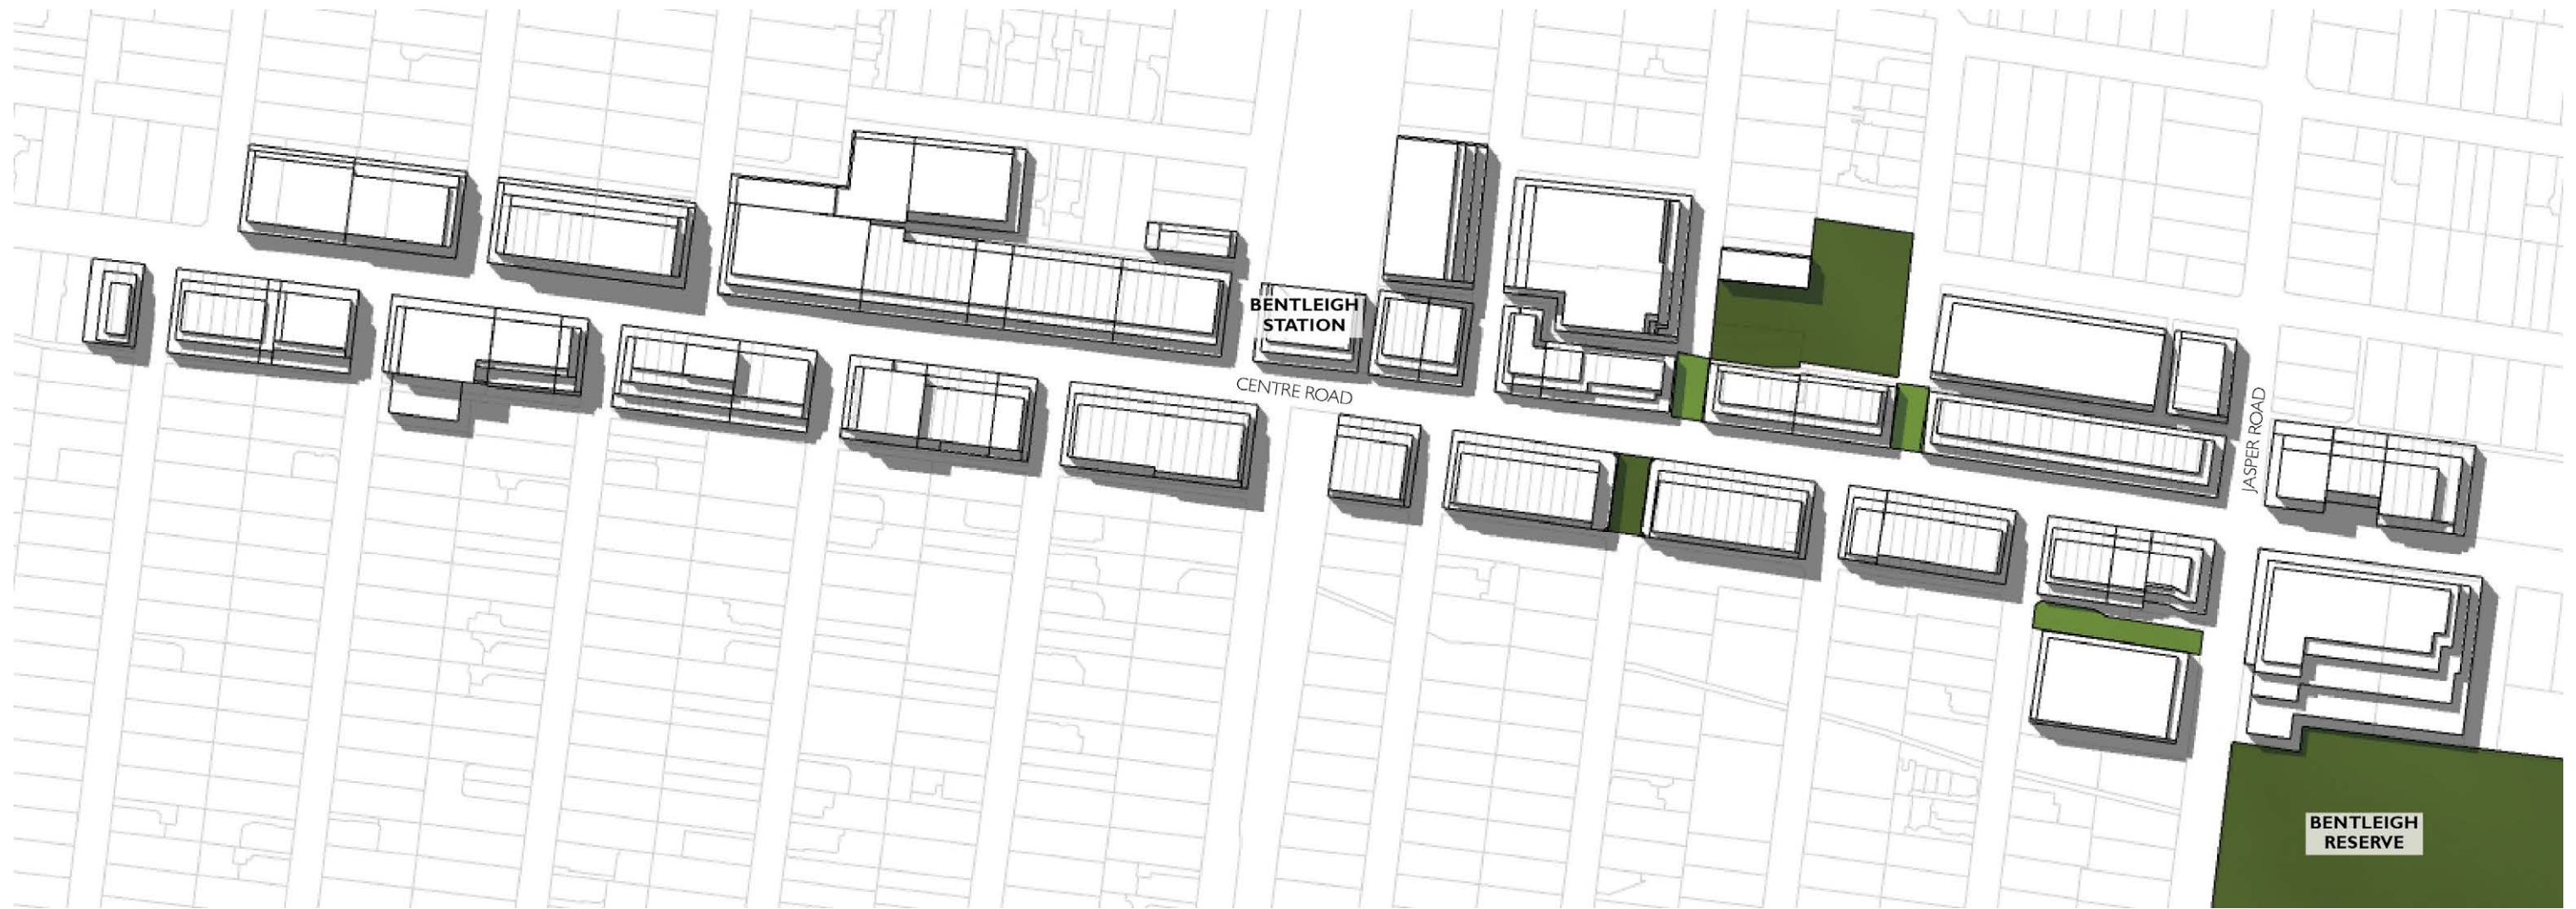 BENTLEIGH
STATION
CENTRE ROAD
JASPER ROAD
BENTLEIGH
RESERVE